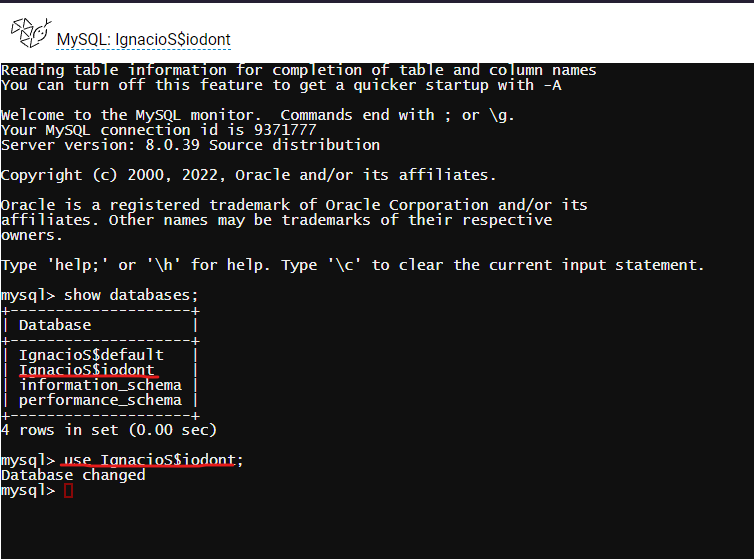 MySQL: IgnacioS$iodont
Reading table information for completion of table and column names
You can turn off this feature to get a quicker startup with -A
Welcome to the MySQL monitor.  Commands end with ; or \g.
Your MySQL connection id is 9371777
Server version: 8.0.39 Source distribution
Copyright (c) 2000, 2022, Oracle and/or its affiliates.
Oracle is a registered trademark of Oracle Corporation and/or its
affiliates. Other names may be trademarks of their respective
owners.
Type 'help;' or '\h' for help. Type '\c' to clear the current input statement.
mysql> show databases;
+--------------------+
| Database           |
+--------------------+
| IgnacioS$default   |
| IgnacioS$iodont    |
| information_schema |
| performance_schema |
+--------------------+
4 rows in set (0.00 sec)
mysql> use IgnacioS$iodont;
Database changed
mysql>